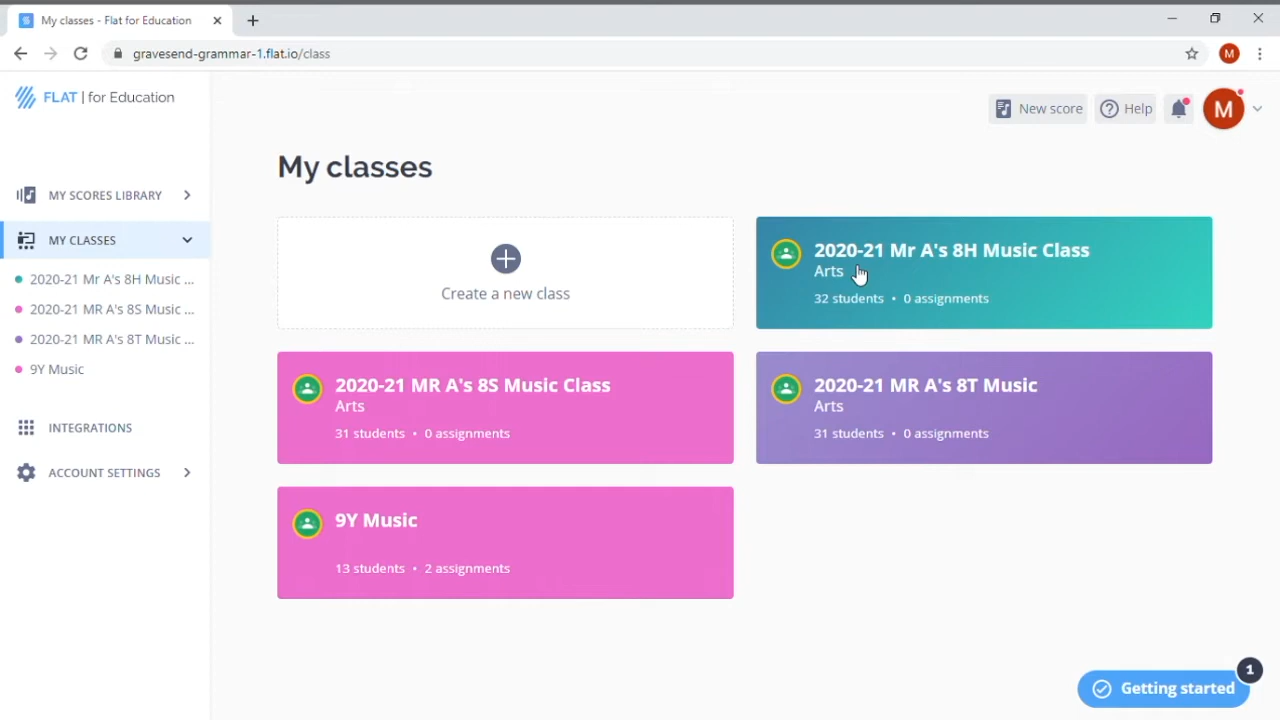 My classes - Flat for Education
gravesend-grammar-1.flat.io/class
M
FLAT | for Education
New score
Help
M
My classes
MY SCORES LIBRARY
MY CLASSES
2020-21 Mr A's 8H Music ...
2020-21 MR A's 8S Music ...
2020-21 MR A's 8T Music ...
9Y Music
INTEGRATIONS
ACCOUNT SETTINGS
Create a new class
2020-21 Mr A's 8H Music Class
Arts
32 students • 0 assignments
2020-21 MR A's 8S Music Class
Arts
31 students • 0 assignments
2020-21 MR A's 8T Music
Arts
31 students • 0 assignments
9Y Music
13 students • 2 assignments
1
Getting started